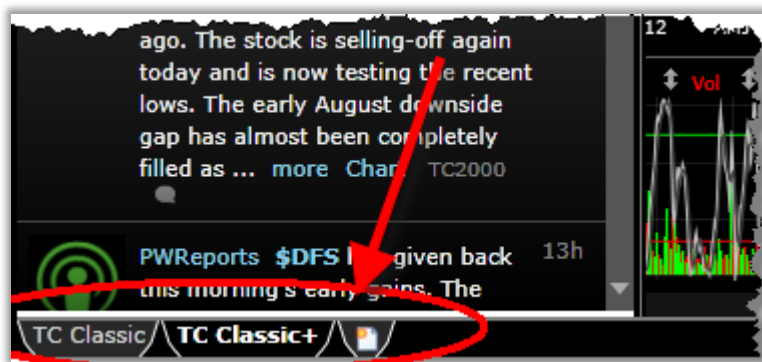 ago. The stock is selling-off again
today and is now testing the recent
lows. The early August downside
gap has almost been completely
filled as ... more Chart TC2000
PWReports $DFS has given back 13h
this morning's early gains. The
TC Classic TC Classic+
12
Vol